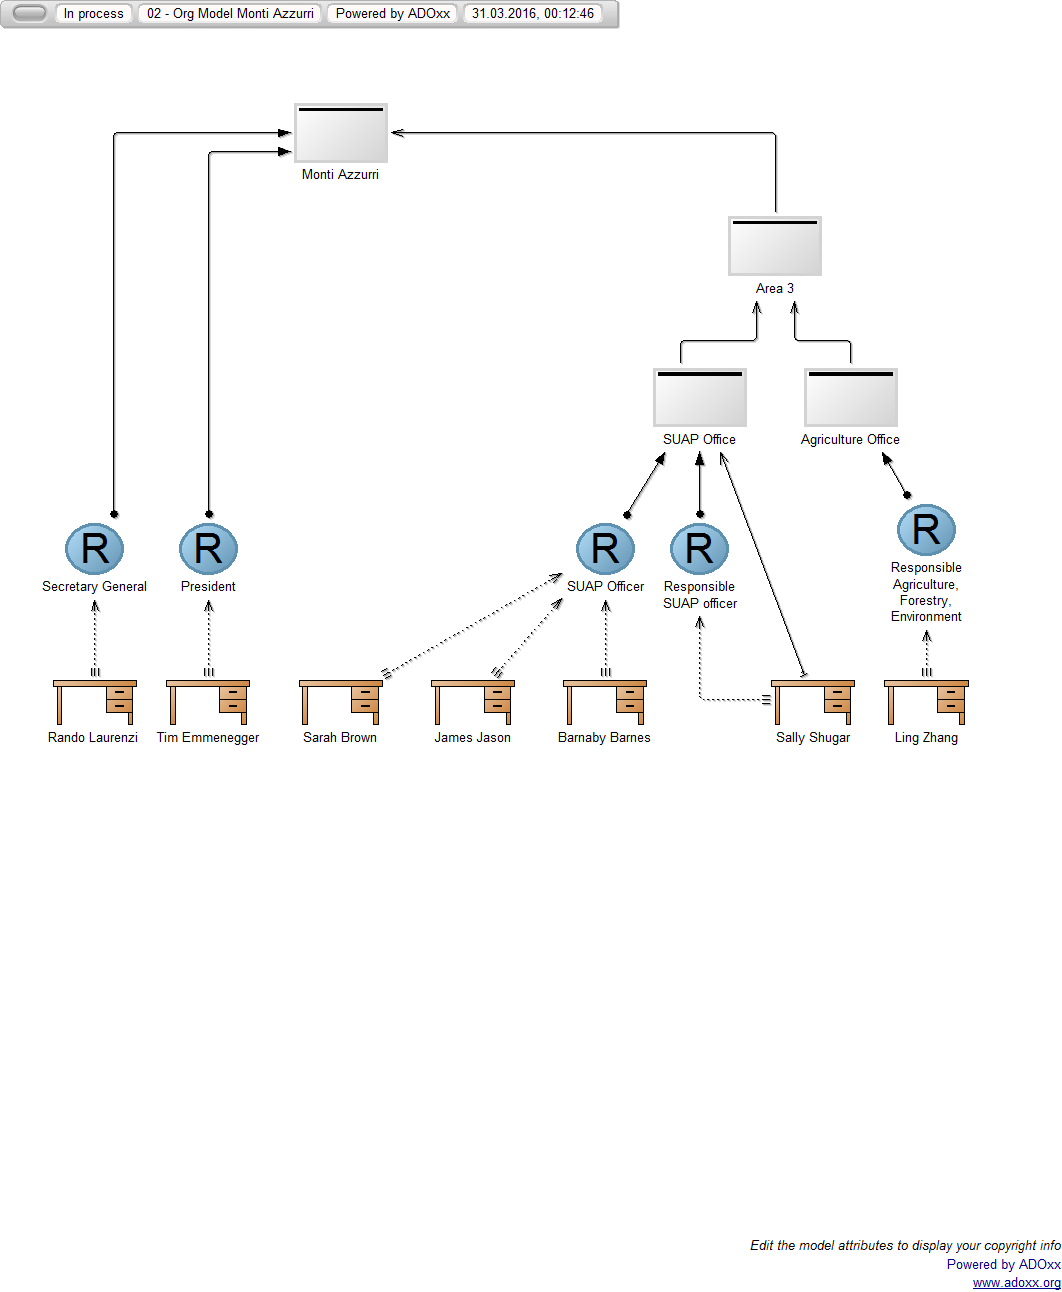 In process
02 - Org Model Monti Azzurri
Powered by ADOxx
31.03.2016, 00:12:46
Monti Azzurri
Area 3
SUAP Office
Agriculture Office
R
Secretary General
R
President
R
SUAP Officer
R
Responsible
SUAP officer
R
Responsible
Agriculture,
Forestry,
Environment
Rando Laurenzi
Tim Emmenegger
Sarah Brown
James Jason
Barnaby Barnes
Sally Shugar
Ling Zhang
Edit the model attributes to display your copyright info
Powered by ADOxx
www.adoxx.org